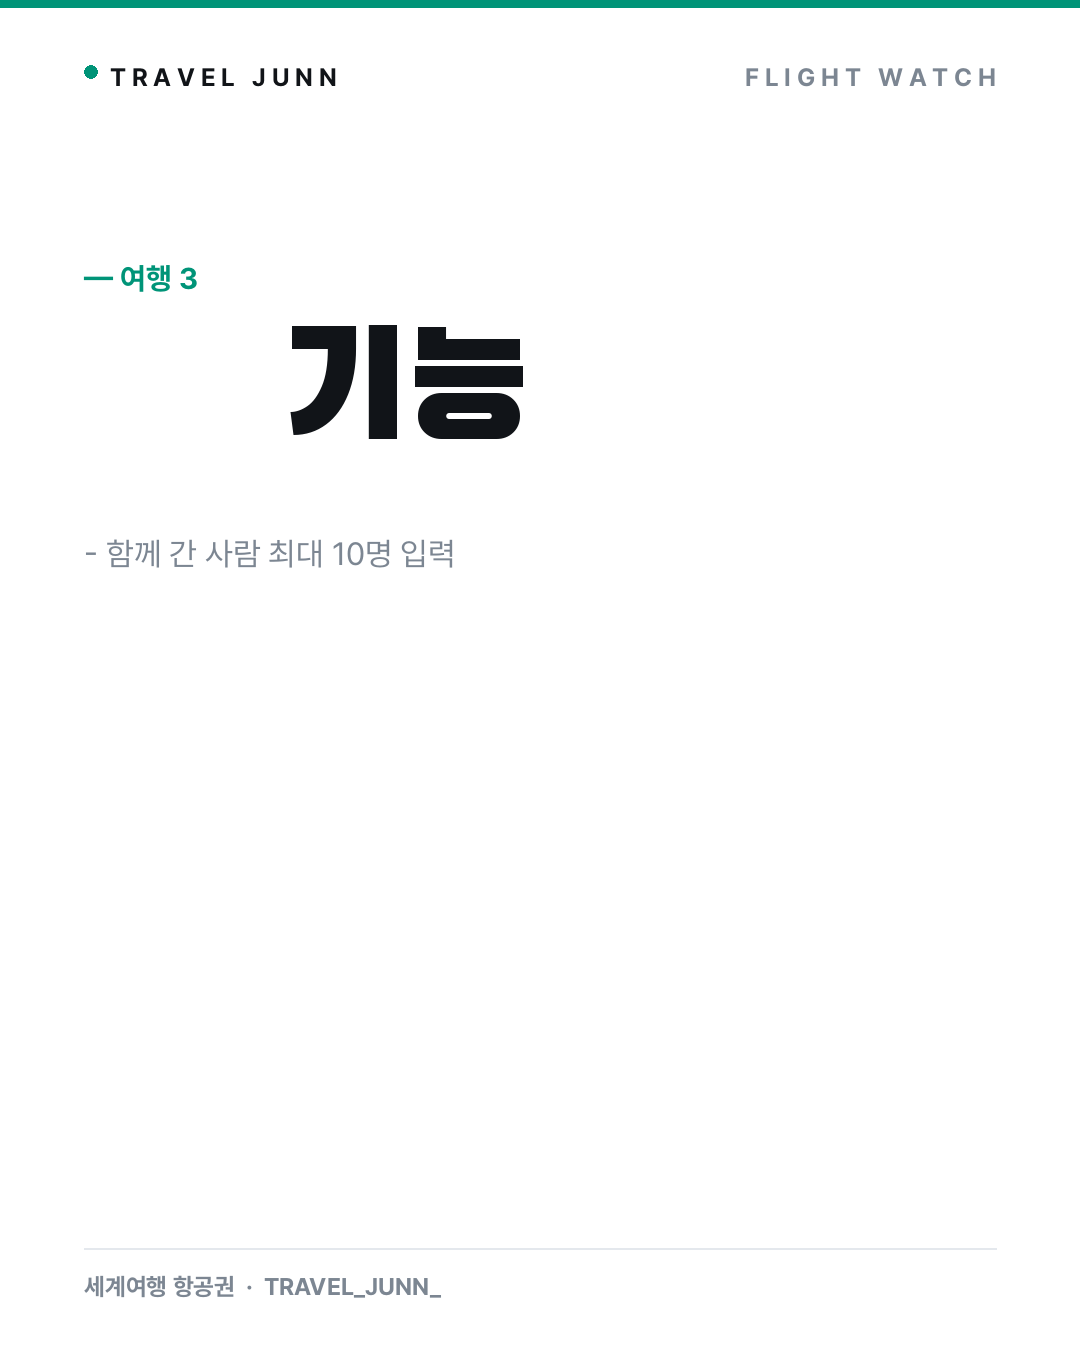 TRAVEL JUNN
FLIGHT WATCH
— 여행 3
기능
- 함께 간 사람 최대 10명 입력
세계여행 항공권 · TRAVEL_JUNN_